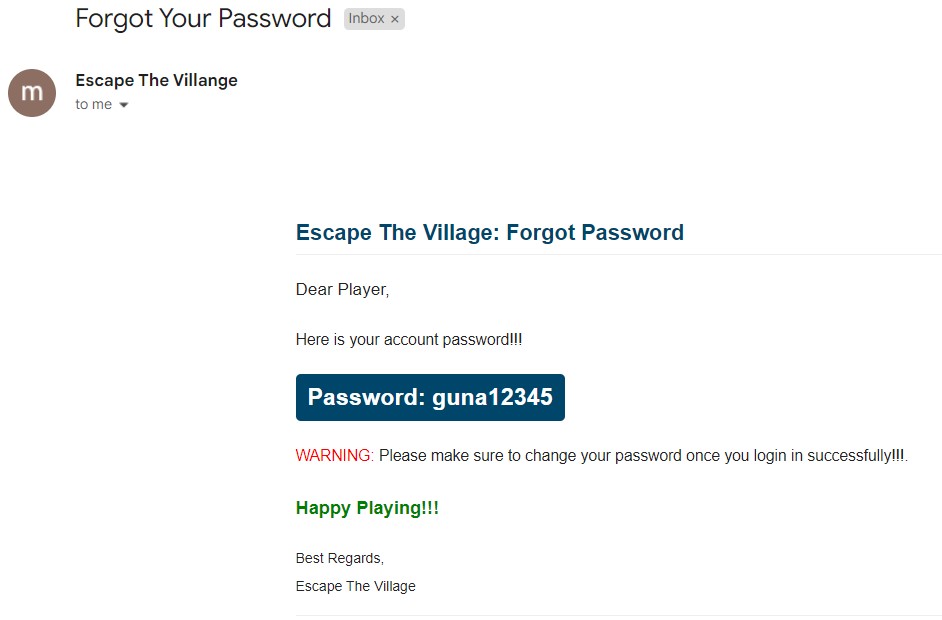 Forgot Your Password Inbox ×
m
Escape The Villange
to me
Escape The Village: Forgot Password
Dear Player,
Here is your account password!!!
Password: guna12345
WARNING: Please make sure to change your password once you login in successfully!!!.
Happy Playing!!!
Best Regards,
Escape The Village